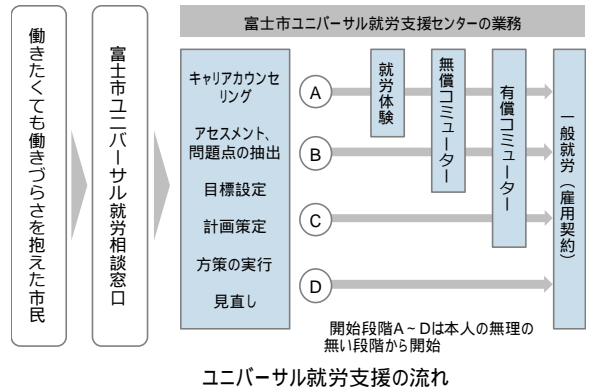 富士市ユニバーサル就労支援センターの業務
働きたくても働きづらさを抱えた市民
富士市ユニバーサル就労相談窓口
キャリアカウンセ
リング
アセスメント、
問題点の抽出
目標設定
計画策定
方策の実行
見直し
A
B
C
D
就労体験
無償コミューター
有償コミューター
一般就労（雇用契約）
開始段階A～Dは本人の無理の
無い段階から開始
ユニバーサル就労支援の流れ